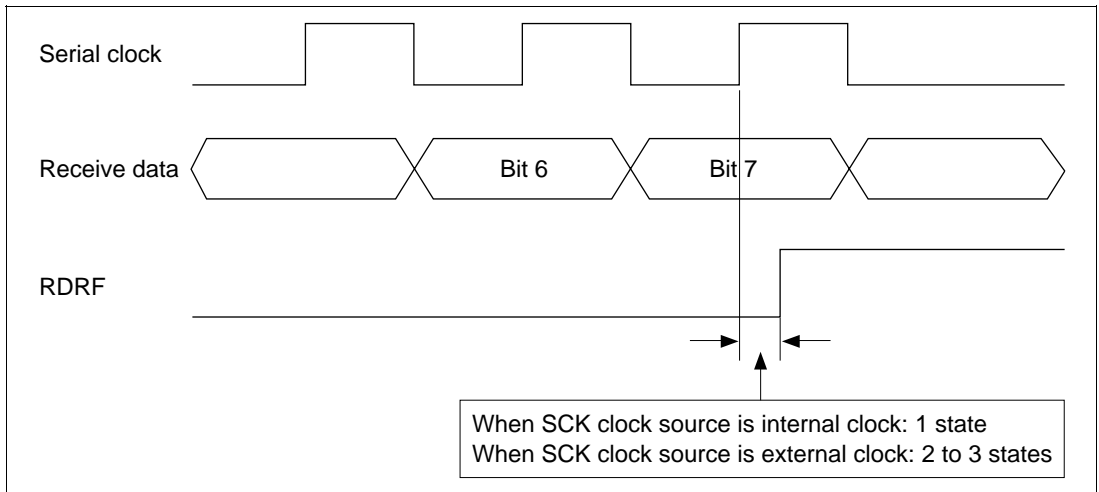 Serial clock
Receive data
Bit 6
Bit 7
RDRF
When SCK clock source is internal clock: 1 state
When SCK clock source is external clock: 2 to 3 states